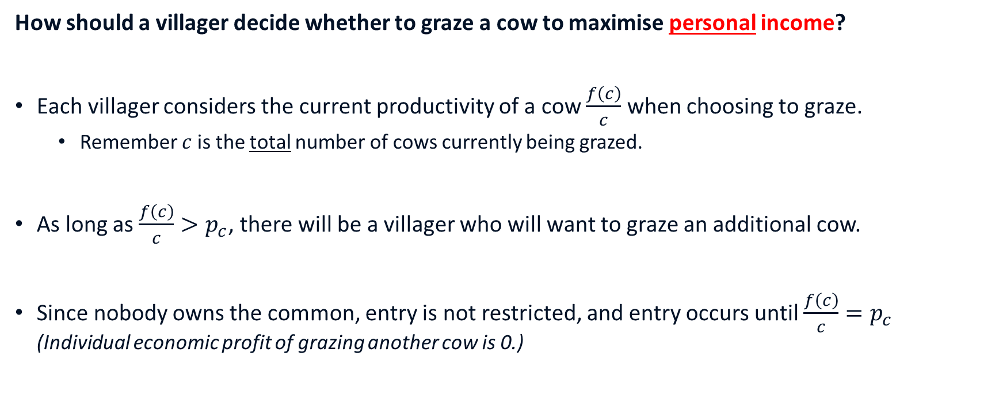 How should a villager decide whether to graze a cow to maximise personal income?
• Each villager considers the current productivity of a cow f(c)/c when choosing to graze.
• Remember c is the total number of cows currently being grazed.
• As long as f(c)/c > p_c, there will be a villager who will want to graze an additional cow.
• Since nobody owns the common, entry is not restricted, and entry occurs until f(c)/c = p_c
(Individual economic profit of grazing another cow is 0.)